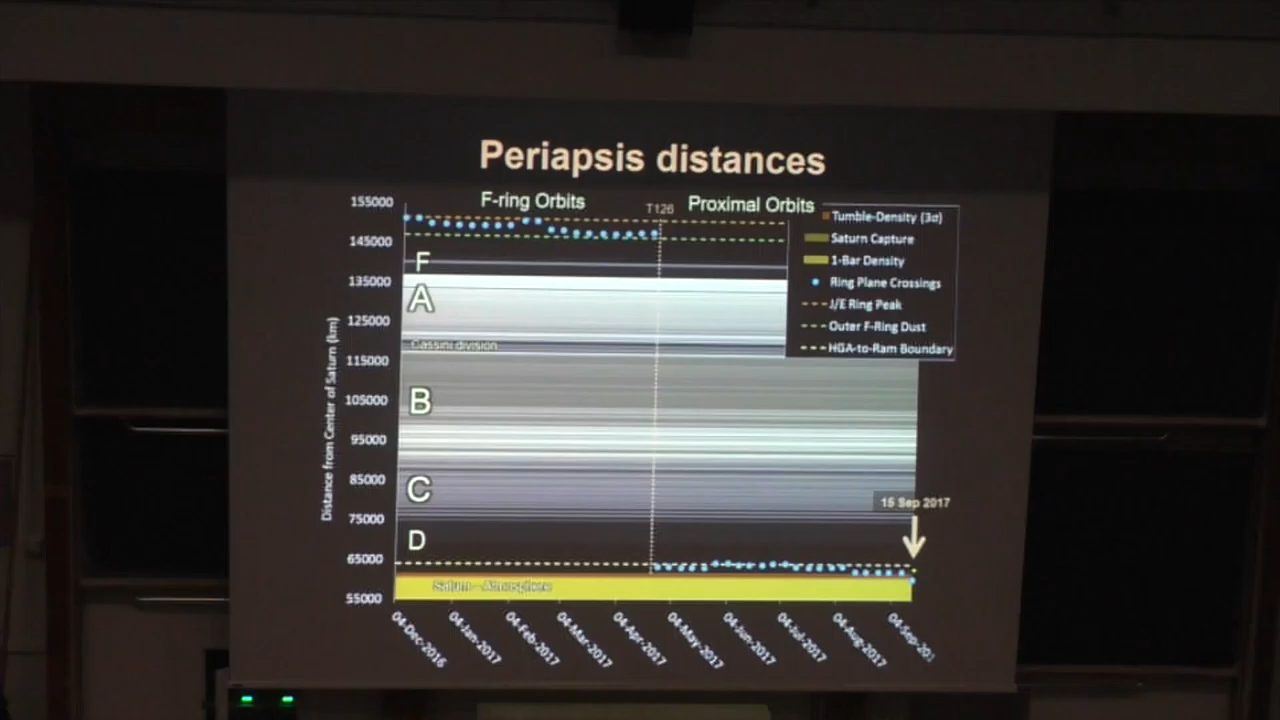 Periapsis distances
F-ring Orbits
T126
Proximal Orbits
155000
145000
135000
125000
115000
105000
95000
85000
75000
65000
55000
Distance from Center of Saturn (km)
F
A
Cassini division
B
C
D
Saturn - Atmosphere
Tumble-Density (3σ)
Saturn Capture
1-Bar Density
Ring Plane Crossings
J/E Ring Peak
Outer F-Ring Dust
HGA-to-Ram Boundary
15 Sep 2017
04-Dec-2016
04-Jan-2017
04-Feb-2017
04-Mar-2017
04-Apr-2017
04-May-2017
04-Jun-2017
04-Jul-2017
04-Aug-2017
04-Sep-201